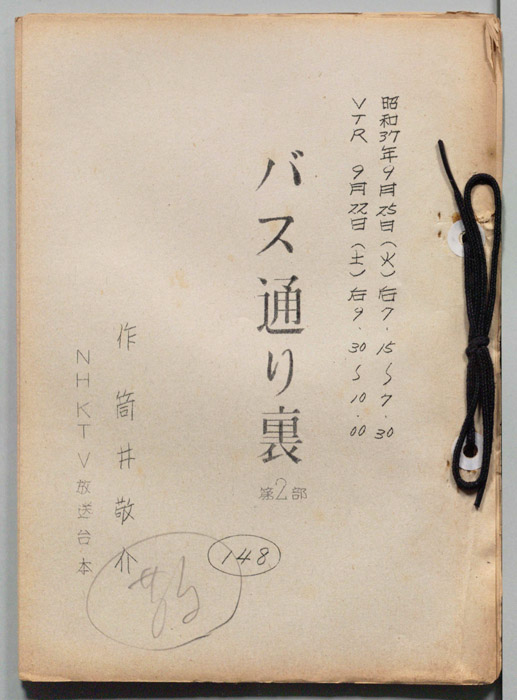 昭和37年9月25日(火)后7.15〜7.30
VTR 9月22日(土)后9.30〜10.00
バス通り裏
第2部
148
作 筒井敬介
NHKTV放送台本